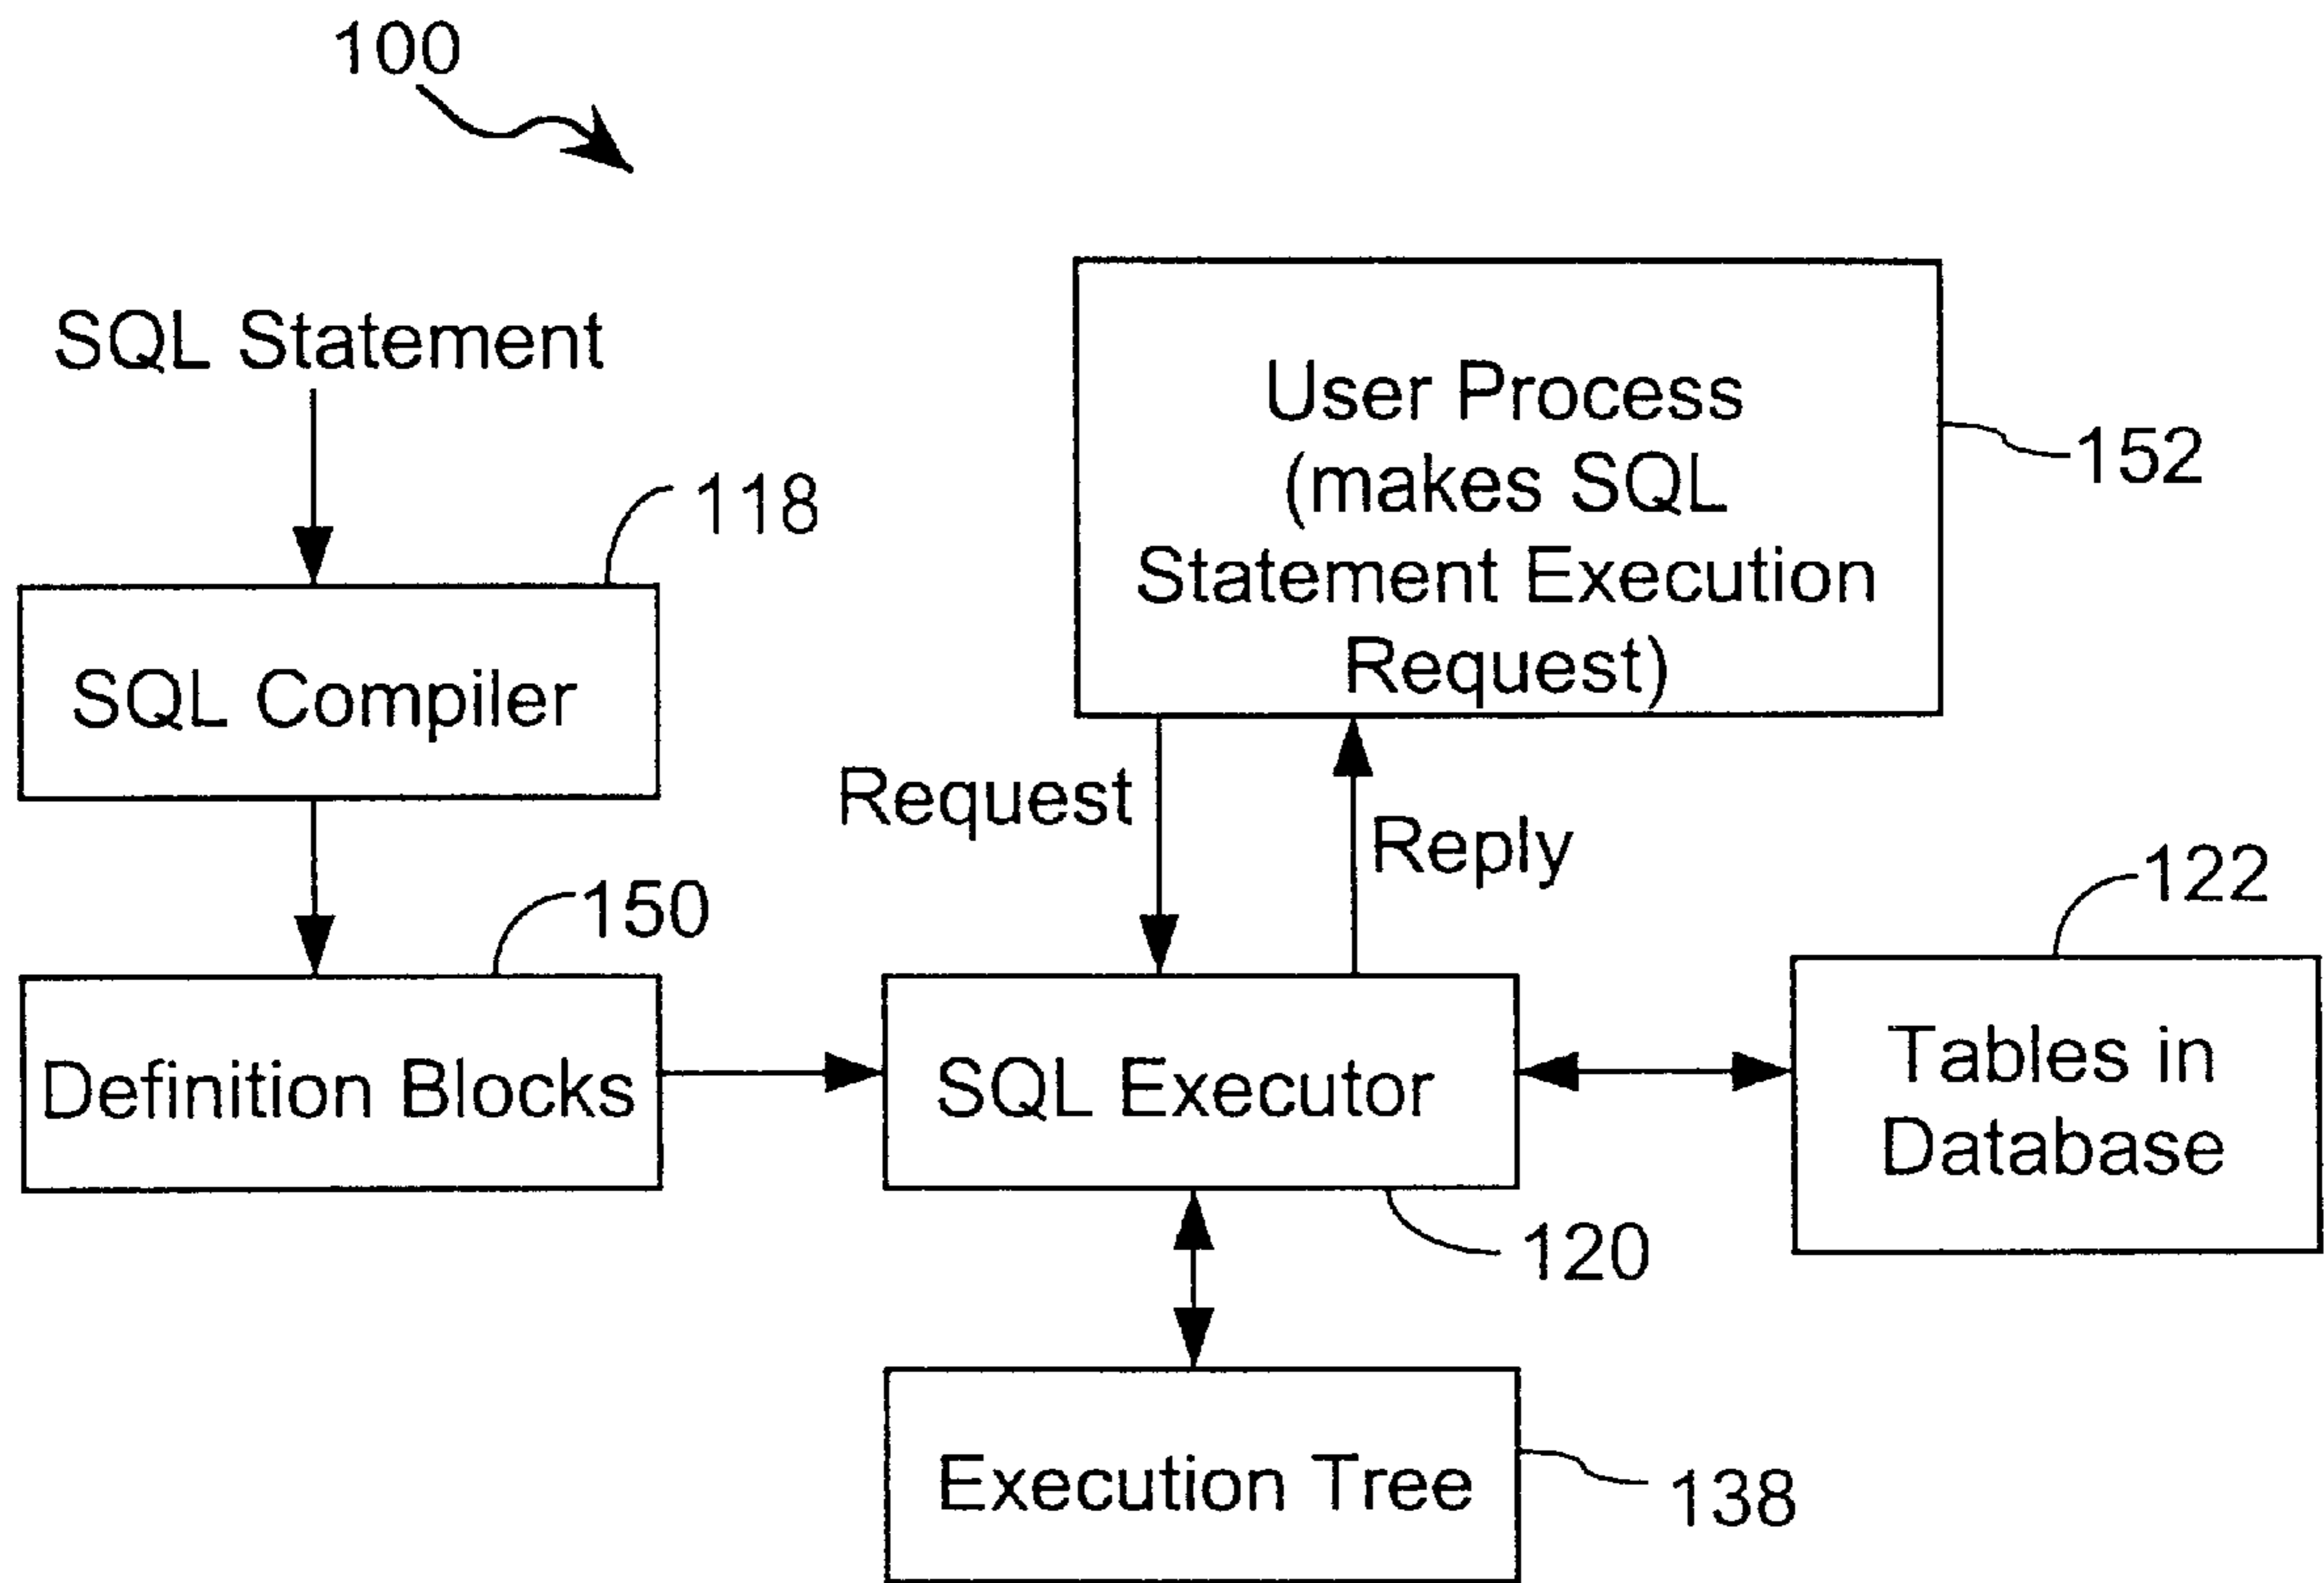 100
SQL Statement
118
SQL Compiler
User Process
(makes SQL
Statement Execution
Request)
152
Request
Reply
150
Definition Blocks
SQL Executor
120
122
Tables in
Database
Execution Tree
138